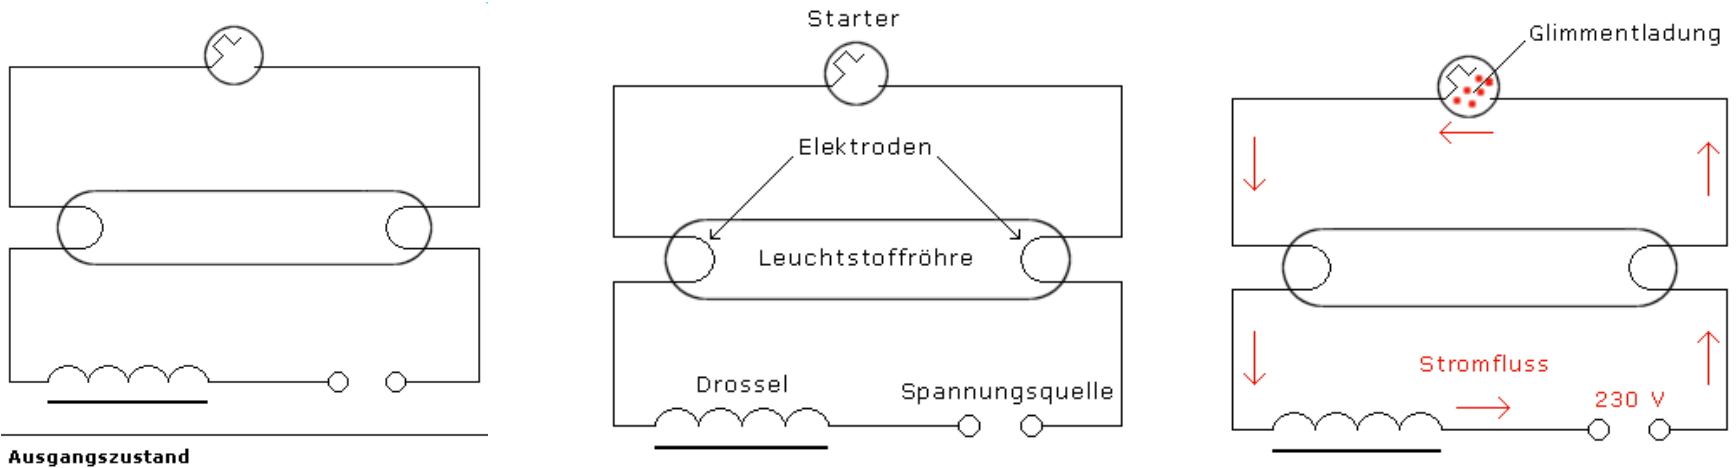 Ausgangszustand
Starter
Elektroden
Leuchtstoffröhre
Drossel
Spannungsquelle
Glimmentladung
Stromfluss
230 V